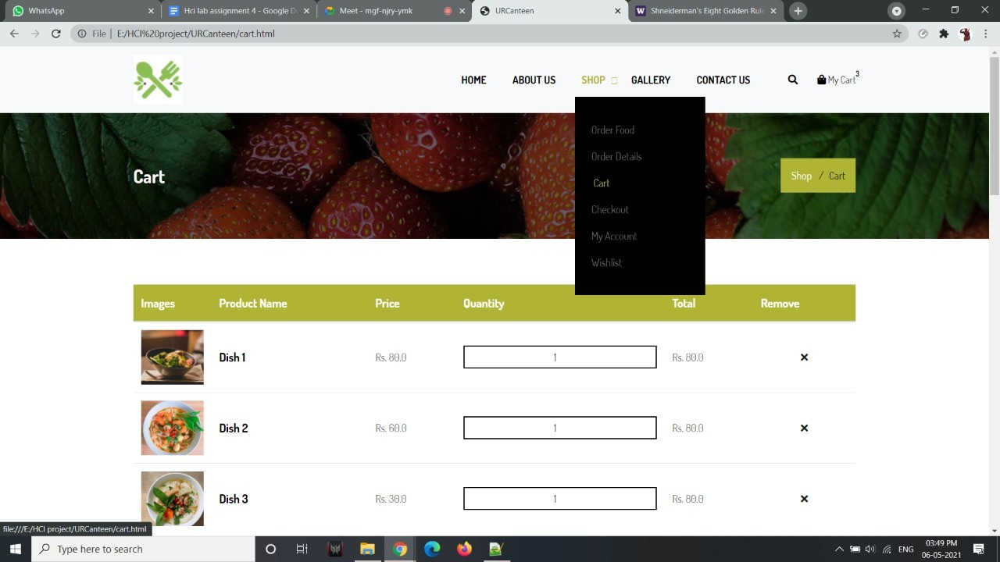 WhatsApp
Hci lab assignment 4 - Google D
Meet - mgf-njry-ymk
URCanteen
Shneiderman's Eight Golden Rule
File | E:/HCI%20project/URCanteen/cart.html
HOME ABOUT US SHOP GALLERY CONTACT US My Cart 3
Order Food
Order Details
Cart
Checkout
My Account
Wishlist
Cart
Shop / Cart
Images Product Name Price Quantity Total Remove
Dish 1 Rs. 80.0 1 Rs. 80.0
Dish 2 Rs. 60.0 1 Rs. 80.0
Dish 3 Rs. 30.0 1 Rs. 80.0
file:///E:/HCI project/URCanteen/cart.html
Type here to search
ENG
03:49 PM
06-05-2021